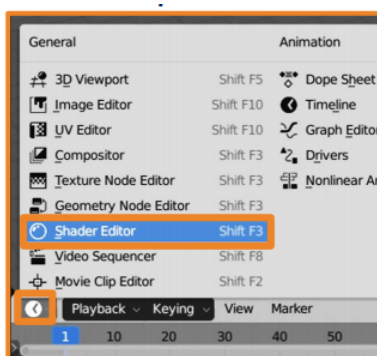 General Animation
3D Viewport Shift F5 Dope Sheet
Image Editor Shift F10 Timeline
UV Editor Shift F10 Graph Editor
Compositor Shift F3 Drivers
Texture Node Editor Shift F3 Nonlinear
Geometry Node Editor Shift F3
Shader Editor Shift F3
Video Sequencer Shift F8
Movie Clip Editor Shift F2
Playback Keying View Marker
1 10 20 30 40 50